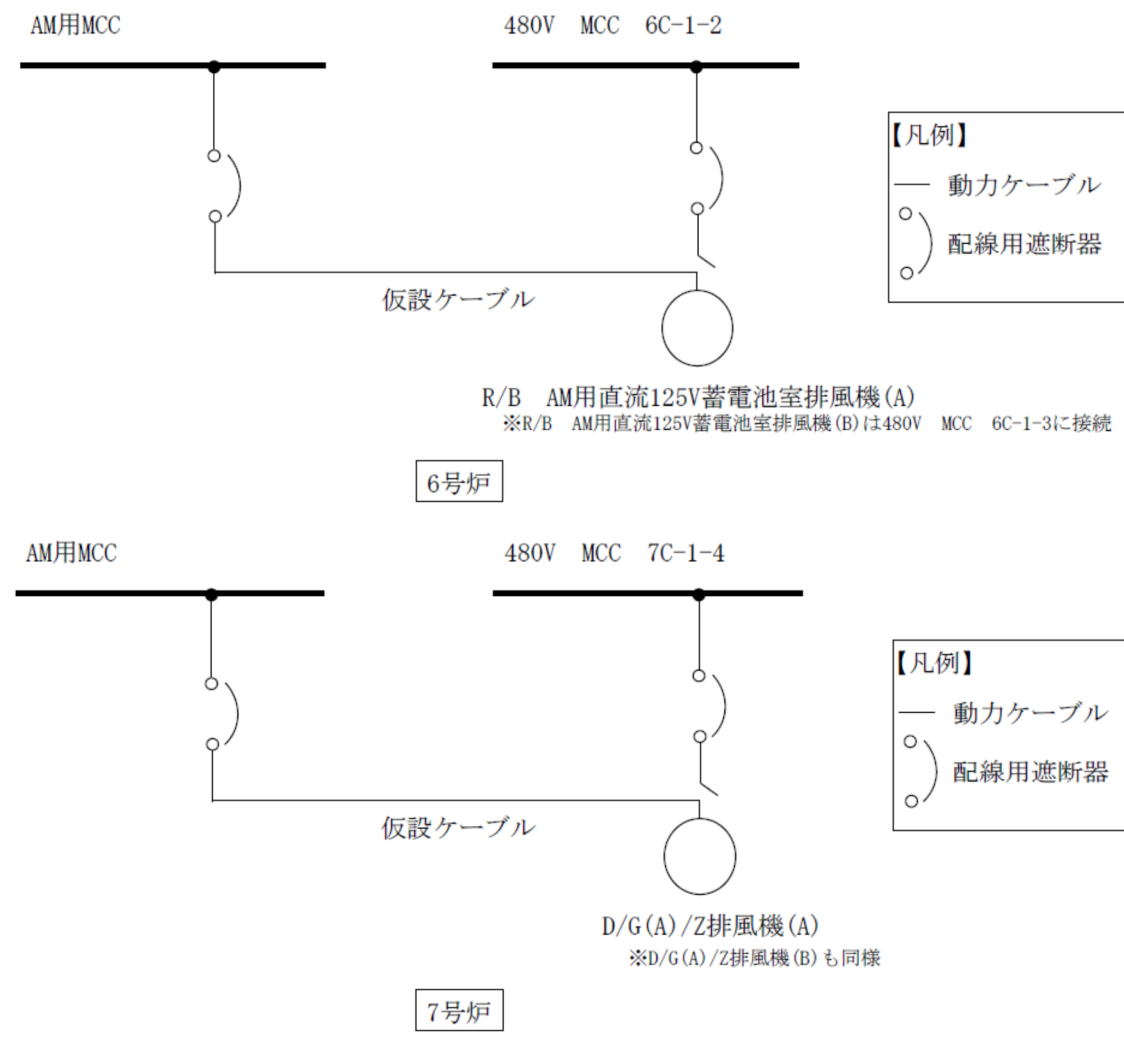 AM用MCC
480V MCC 6C-1-2
【凡例】
動力ケーブル
配線用遮断器
仮設ケーブル
R/B AM用直流125V蓄電池室排風機(A)
※R/B AM用直流125V蓄電池室排風機(B)は480V MCC 6C-1-3に接続
6号炉
AM用MCC
480V MCC 7C-1-4
【凡例】
動力ケーブル
配線用遮断器
仮設ケーブル
D/G(A)/Z排風機(A)
※D/G(A)/Z排風機(B)も同様
7号炉